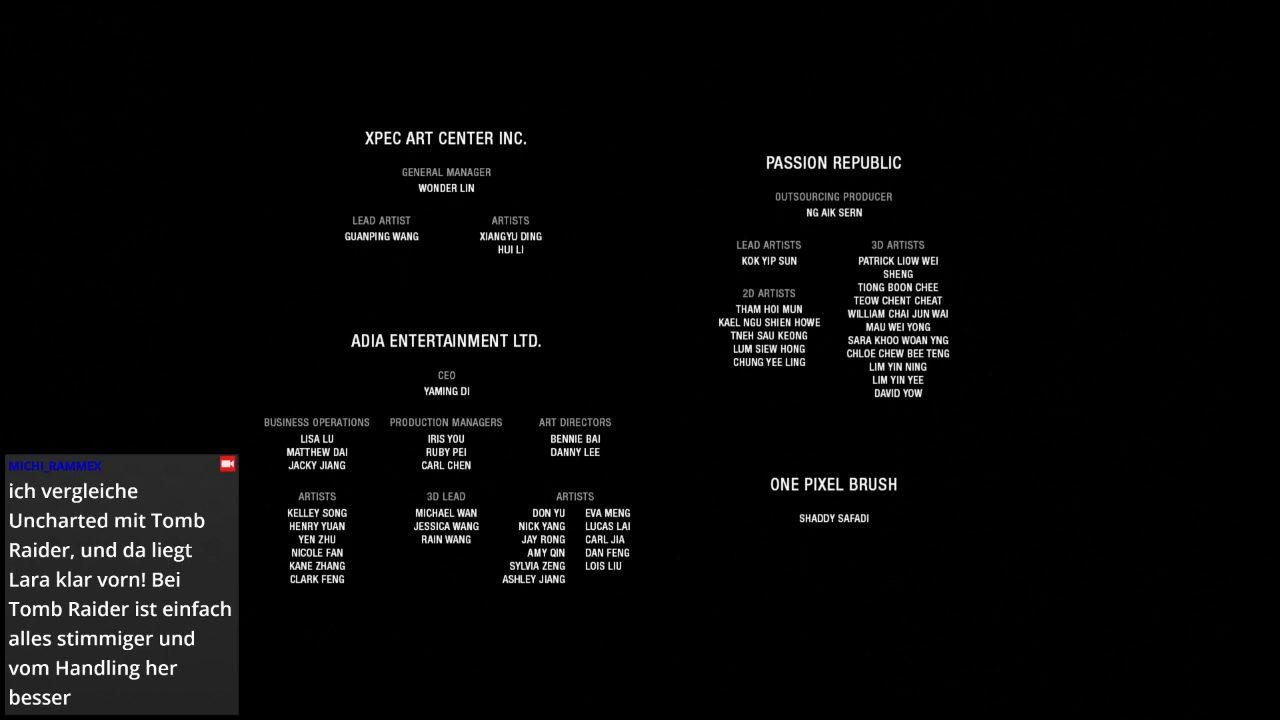 XPEC ART CENTER INC.
GENERAL MANAGER
WONDER LIN
LEAD ARTIST
GUANPING WANG
ARTISTS
XIANGYU DING
HUI LI
ADIA ENTERTAINMENT LTD.
CEO
YAMING DI
BUSINESS OPERATIONS
LISA LU
MATTHEW DAI
JACKY JIANG
PRODUCTION MANAGERS
IRIS YOU
RUBY PEI
CARL CHEN
ART DIRECTORS
BENNIE BAI
DANNY LEE
ARTISTS
KELLEY SONG
HENRY YUAN
YEN ZHU
NICOLE FAN
KANE ZHANG
CLARK FENG
3D LEAD
MICHAEL WAN
JESSICA WANG
RAIN WANG
ARTISTS
DON YU
NICK YANG
JAY RONG
AMY QIN
SYLVIA ZENG
ASHLEY JIANG
EVA MENG
LUCAS LAI
CARL JIA
DAN FENG
LOIS LIU
PASSION REPUBLIC
OUTSOURCING PRODUCER
NG AIK SERN
LEAD ARTISTS
KOK YIP SUN
2D ARTISTS
THAM HOI MUN
KAEL NGU SHIEN HOWE
TNEH SAU KEONG
LUM SIEW HONG
CHUNG YEE LING
3D ARTISTS
PATRICK LIOW WEI
SHENG
TIONG BOON CHEE
TEOW CHENT CHEAT
WILLIAM CHAI JUN WAI
MAU WEI YONG
SARA KHOO WOAN YNG
CHLOE CHEW BEE TENG
LIM YIN NING
LIM YIN YEE
DAVID YOW
ONE PIXEL BRUSH
SHADDY SAFADI
MICHI_RAMMEX
ich vergleiche
Uncharted mit Tomb
Raider, und da liegt
Lara klar vorn! Bei
Tomb Raider ist einfach
alles stimmiger und
vom Handling her
besser